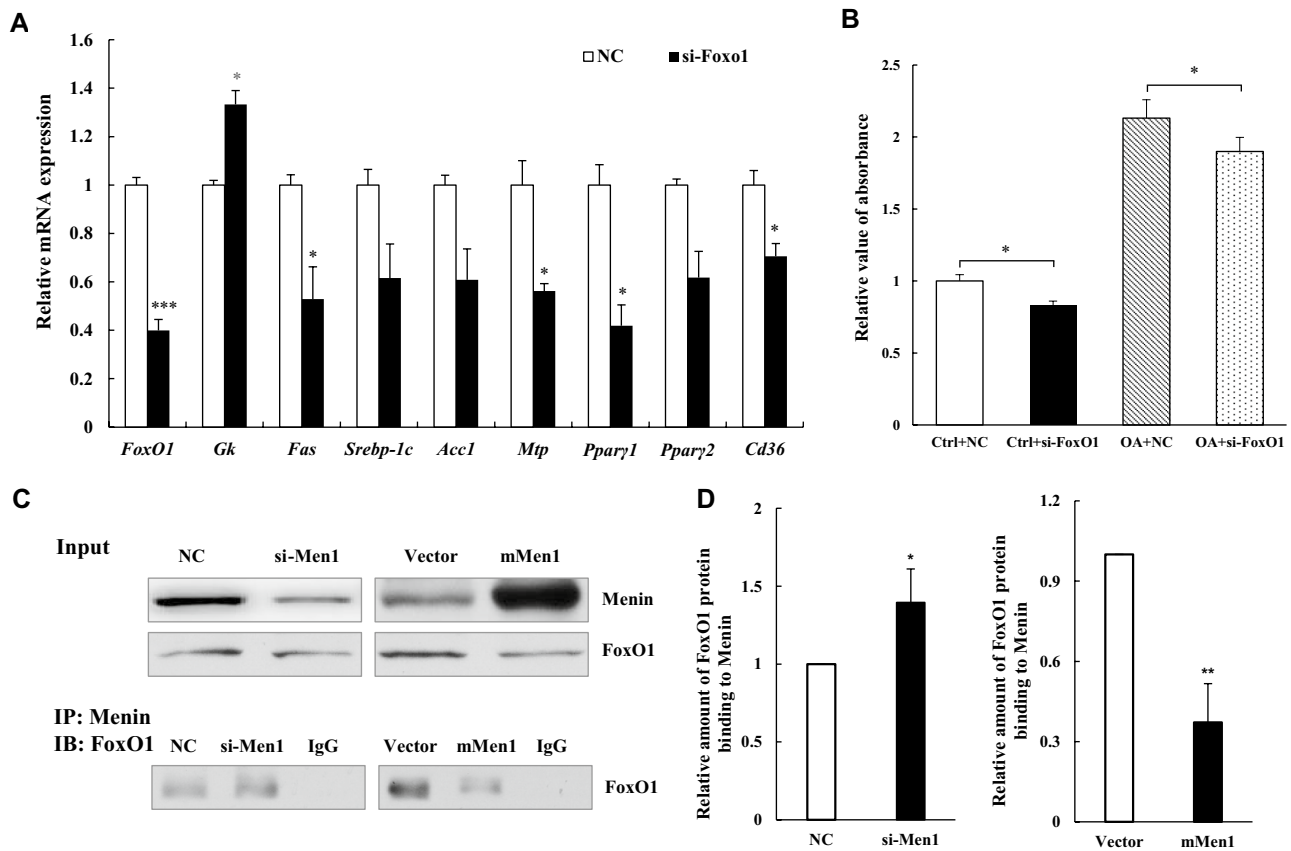 A
Relative mRNA expression
1.6
1.4
1.2
1
0.8
0.6
0.4
0.2
0
NC
si-Foxo1
***
*
*
*
*
*
FoxO1
Gk
Fas
Srebp-1c
Acc1
Mtp
Pparγ1
Pparγ2
Cd36
B
Relative value of absorbance
2.5
2
1.5
1
0.5
0
*
*
Ctrl+NC
Ctrl+si-FoxO1
OA+NC
OA+si-FoxO1
C
Input
NC
si-Men1
Vector
mMen1
Menin
FoxO1
IP: Menin
IB: FoxO1
NC
si-Men1
IgG
Vector
mMen1
IgG
FoxO1
D
Relative amount of FoxO1 protein
binding to Menin
2
1.5
1
0.5
0
*
NC
si-Men1
Relative amount of FoxO1 protein
binding to Menin
1.2
0.9
0.6
0.3
0
**
Vector
mMen1